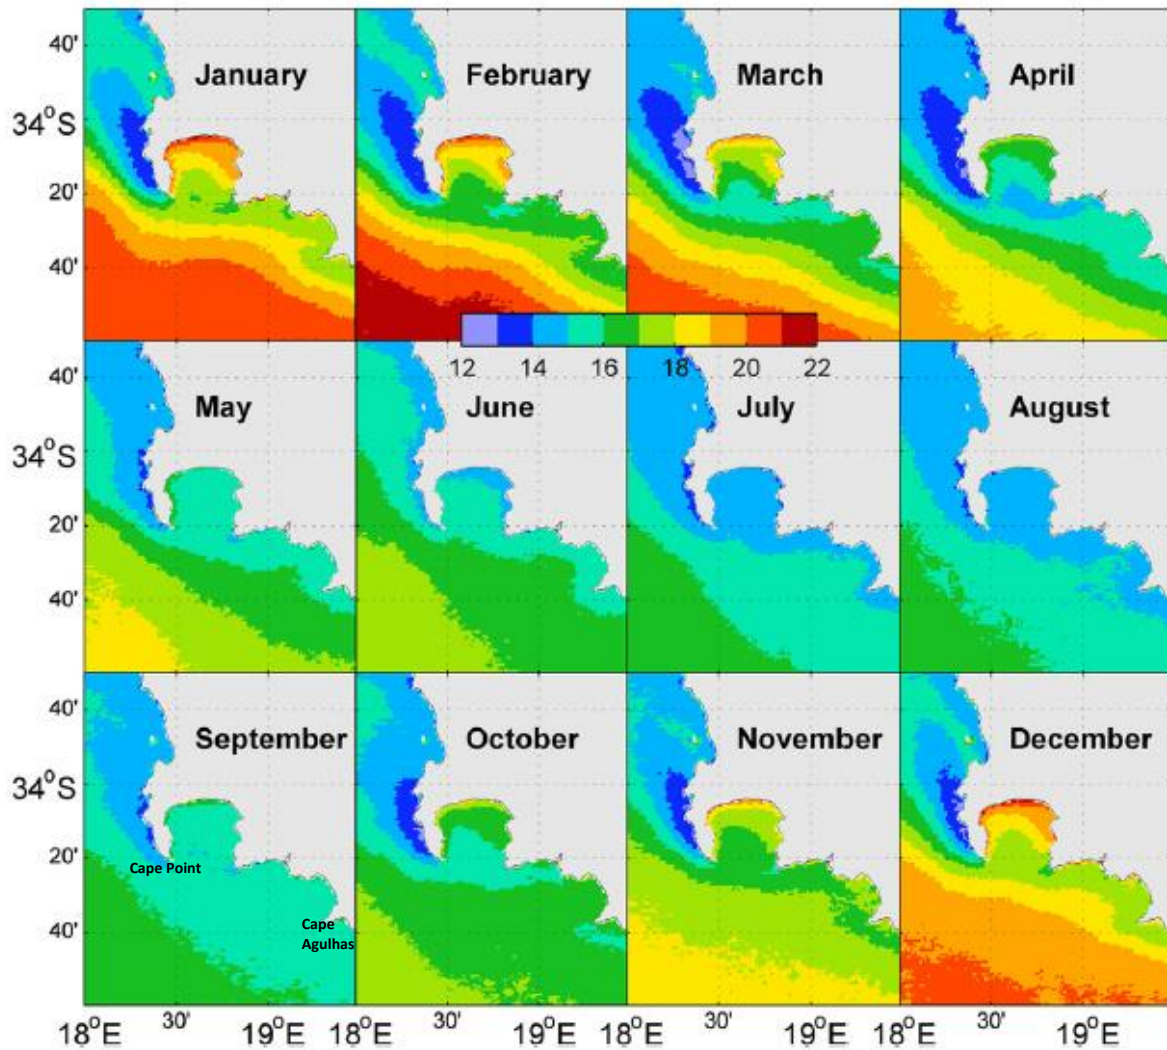 40'
January
February
March
April
34°S
20'
40'
12 14 16 18 20 22
40'
May
June
July
August
34°S
20'
40'
40'
September
October
November
December
34°S
20'
Cape Point
Cape
Agulhas
40'
18°E 30' 19°E 18°E 30' 19°E 18°E 30' 19°E 18°E 30' 19°E